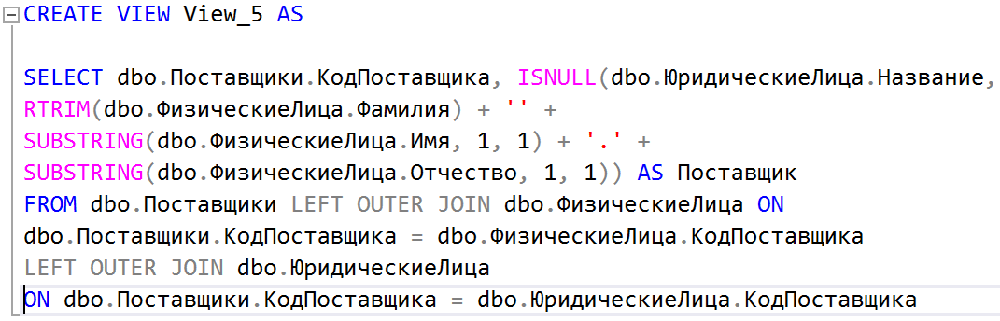 CREATE VIEW View_5 AS
SELECT dbo.Поставщики.КодПоставщика, ISNULL(dbo.ЮридическиеЛица.Название,
RTRIM(dbo.ФизическиеЛица.Фамилия) + '' +
SUBSTRING(dbo.ФизическиеЛица.Имя, 1, 1) + '.' +
SUBSTRING(dbo.ФизическиеЛица.Отчество, 1, 1)) AS Поставщик
FROM dbo.Поставщики LEFT OUTER JOIN dbo.ФизическиеЛица ON
dbo.Поставщики.КодПоставщика = dbo.ФизическиеЛица.КодПоставщика
LEFT OUTER JOIN dbo.ЮридическиеЛица
ON dbo.Поставщики.КодПоставщика = dbo.ЮридическиеЛица.КодПоставщика